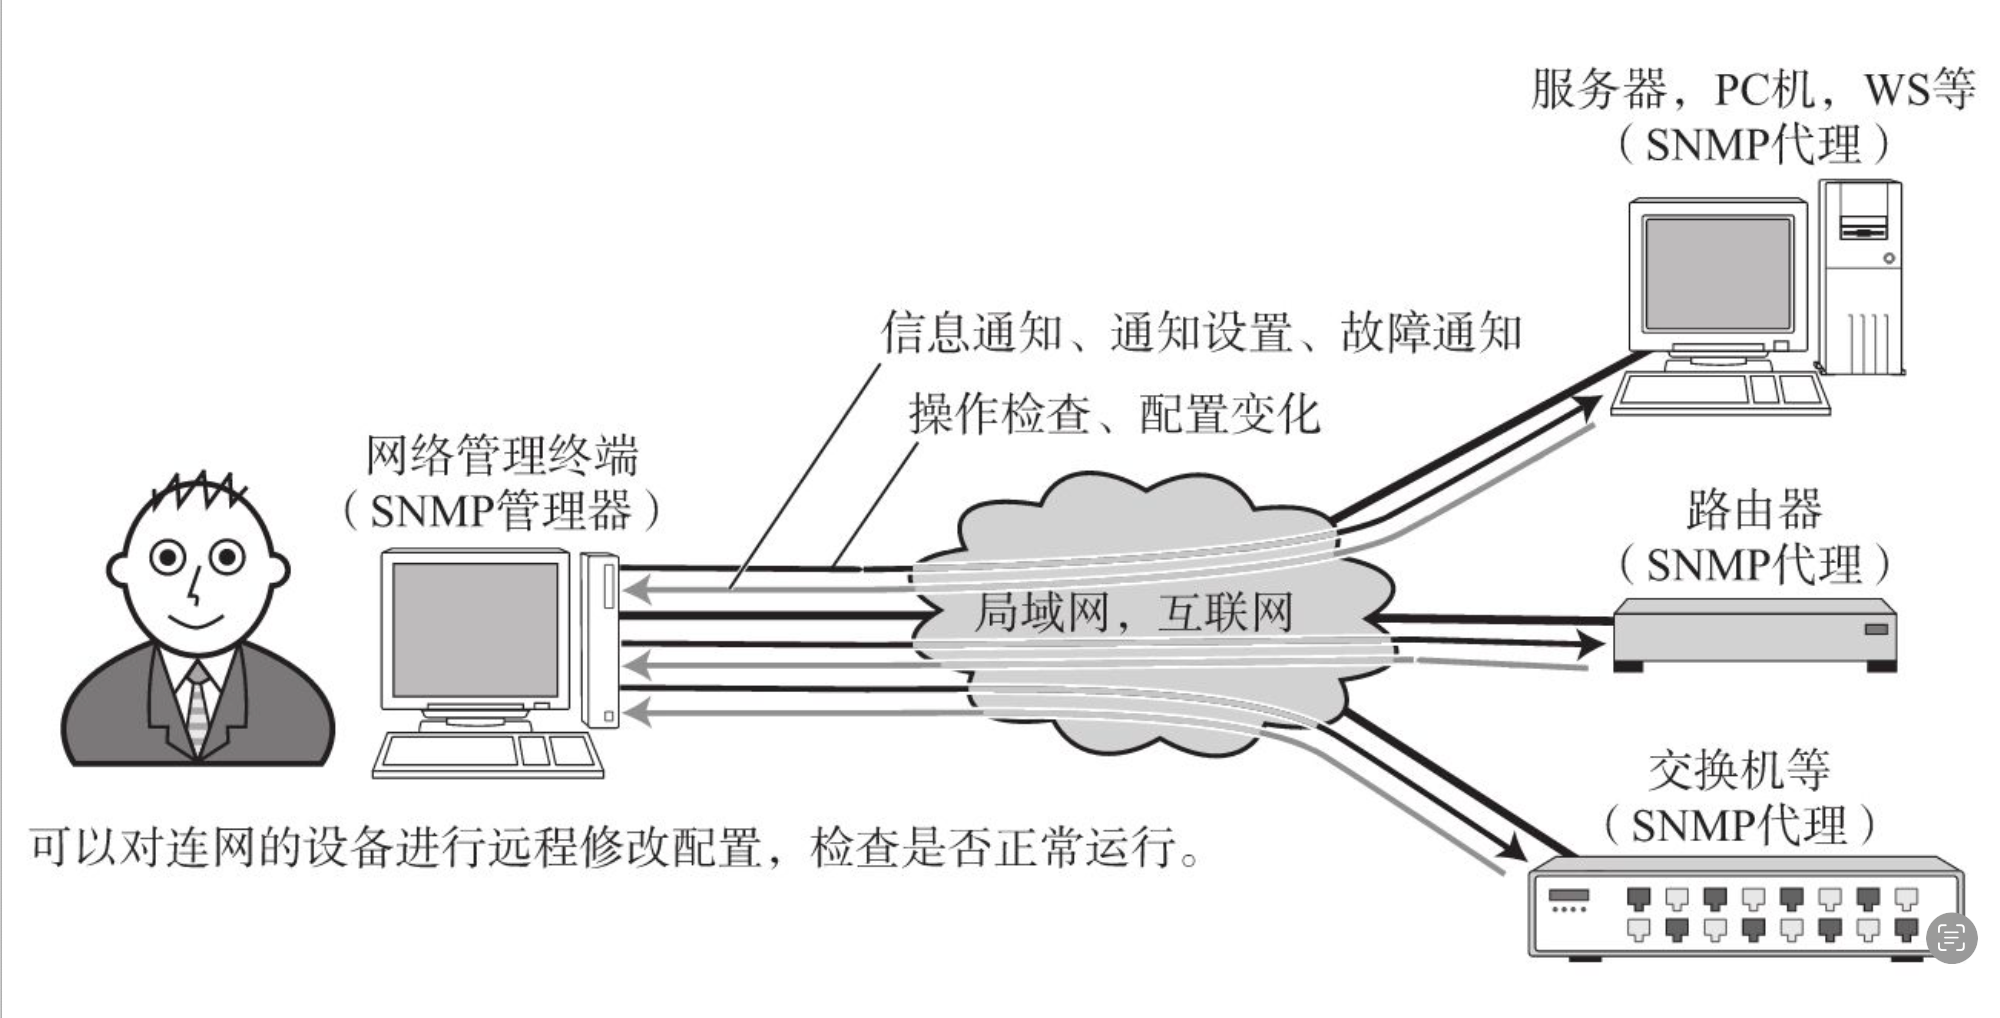 服务器，PC机，WS等
（SNMP代理）
信息通知、通知设置、故障通知
操作检查、配置变化
网络管理终端
（SNMP管理器）
局域网，互联网
路由器
（SNMP代理）
交换机等
（SNMP代理）
可以对连网的设备进行远程修改配置，检查是否正常运行。